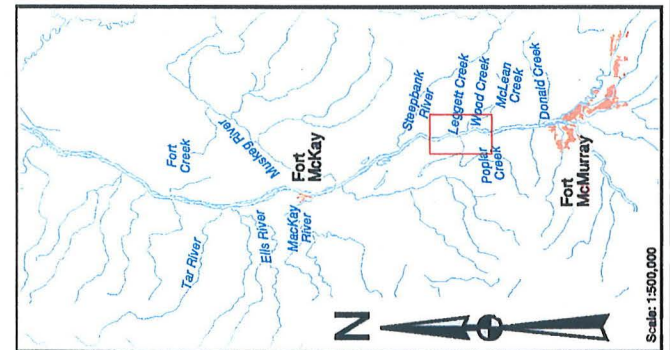 Fort
Creek
Muskeg River
Tar River
Ells River
Fort
McKay
MacKay
River
Steepbank
River
Leggett Creek
Wood Creek
McLean
Creek
Donald Creek
Poplar
Creek
Fort
McMurray
N
Scale: 1:500,000